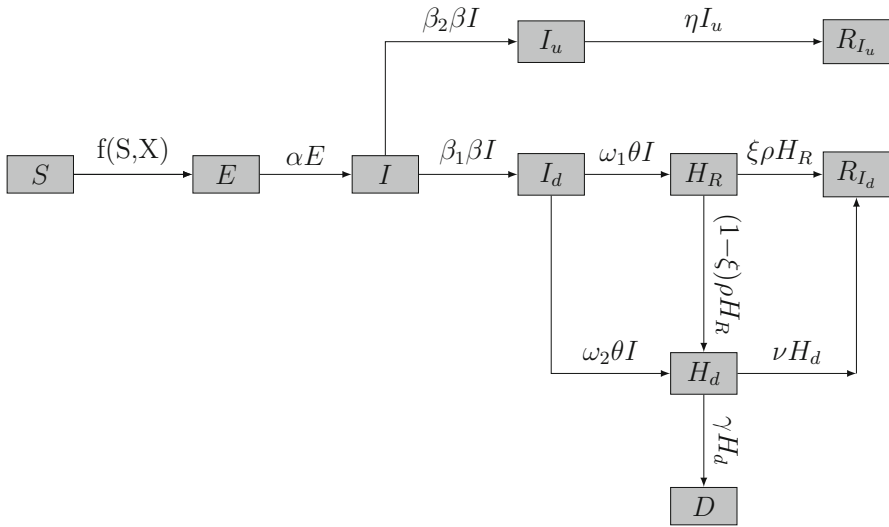 β₂βI
I_u
ηI_u
R_{I_u}
f(S,X)
S
E
αE
I
β₁βI
I_d
ω₁θI
H_R
ξρH_R
R_{I_d}
(1−ξ)ρH_R
ω₂θI
H_d
νH_d
γH_d
D